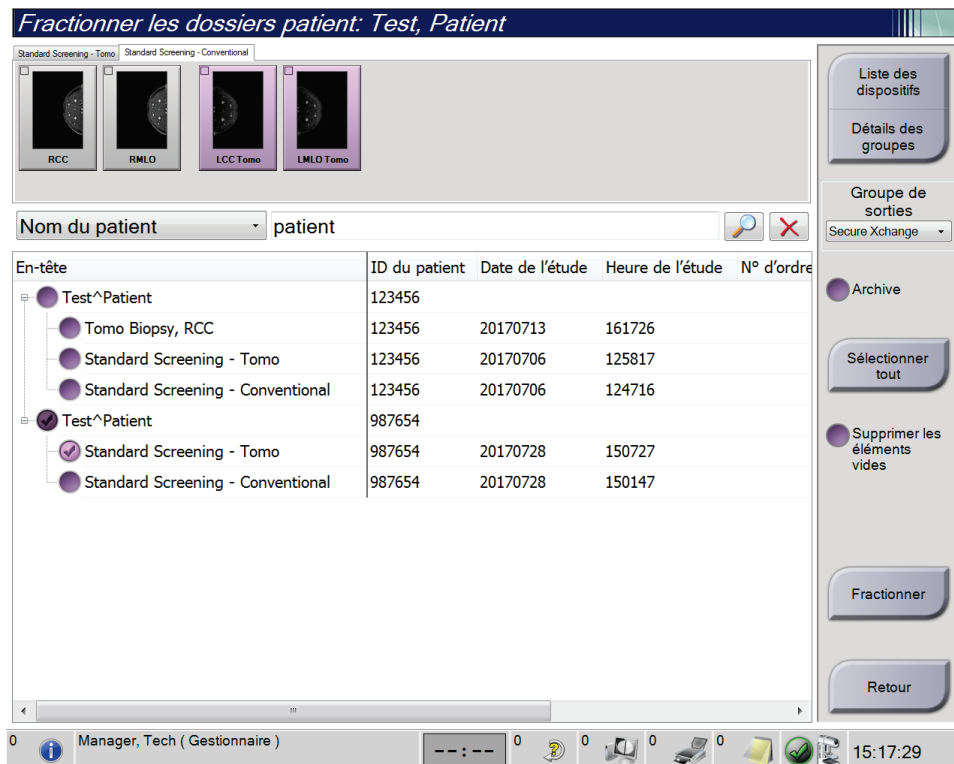 Fractionner les dossiers patient: Test, Patient
Standard Screening - Tomo Standard Screening - Conventional
RCC RMLO LCC Tomo LMLO Tomo
Liste des
dispositifs
Détails des
groupes
Groupe de
sorties
Secure Xchange
Nom du patient patient
En-tête ID du patient Date de l'étude Heure de l'étude N° d'ordre
Test^Patient 123456
Tomo Biopsy, RCC 123456 20170713 161726
Standard Screening - Tomo 123456 20170706 125817
Standard Screening - Conventional 123456 20170706 124716
Test^Patient 987654
Standard Screening - Tomo 987654 20170728 150727
Standard Screening - Conventional 987654 20170728 150147
Archive
Sélectionner
tout
Supprimer les
éléments
vides
Fractionner
Retour
0 Manager, Tech ( Gestionnaire ) --:-- 0 0 0 0 15:17:29